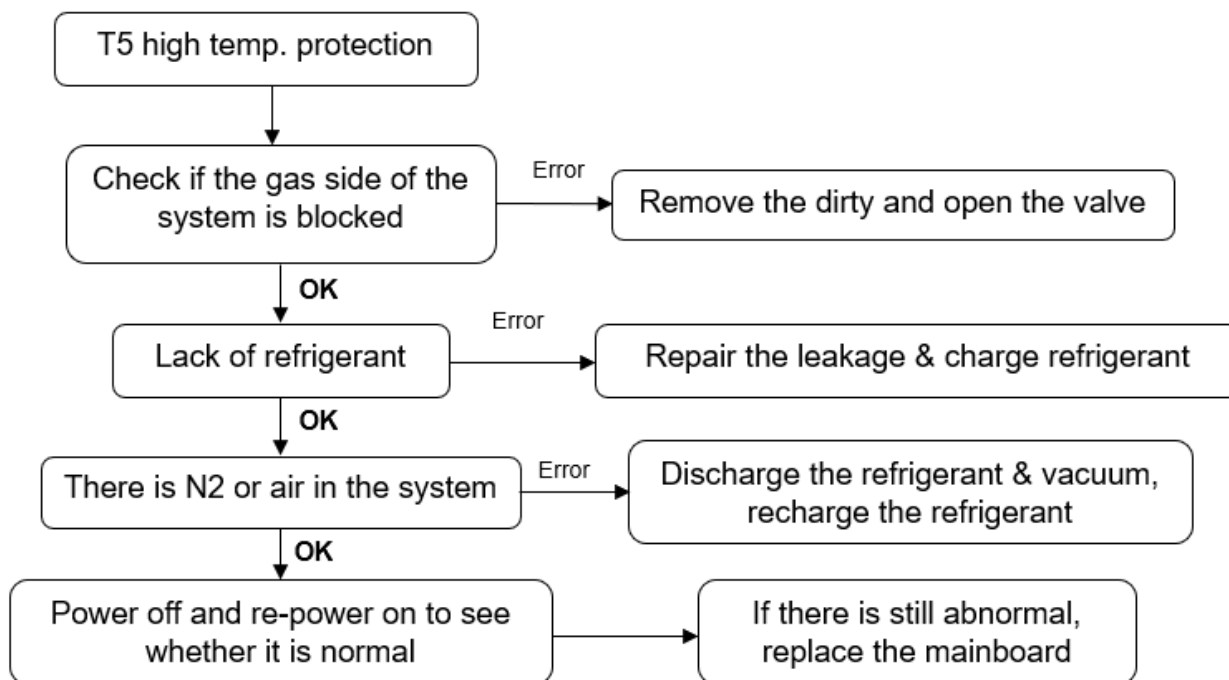 T5 high temp. protection
Check if the gas side of the
system is blocked
Error
Remove the dirty and open the valve
OK
Lack of refrigerant
Error
Repair the leakage & charge refrigerant
OK
There is N2 or air in the system
Error
Discharge the refrigerant & vacuum,
recharge the refrigerant
OK
Power off and re-power on to see
whether it is normal
If there is still abnormal,
replace the mainboard